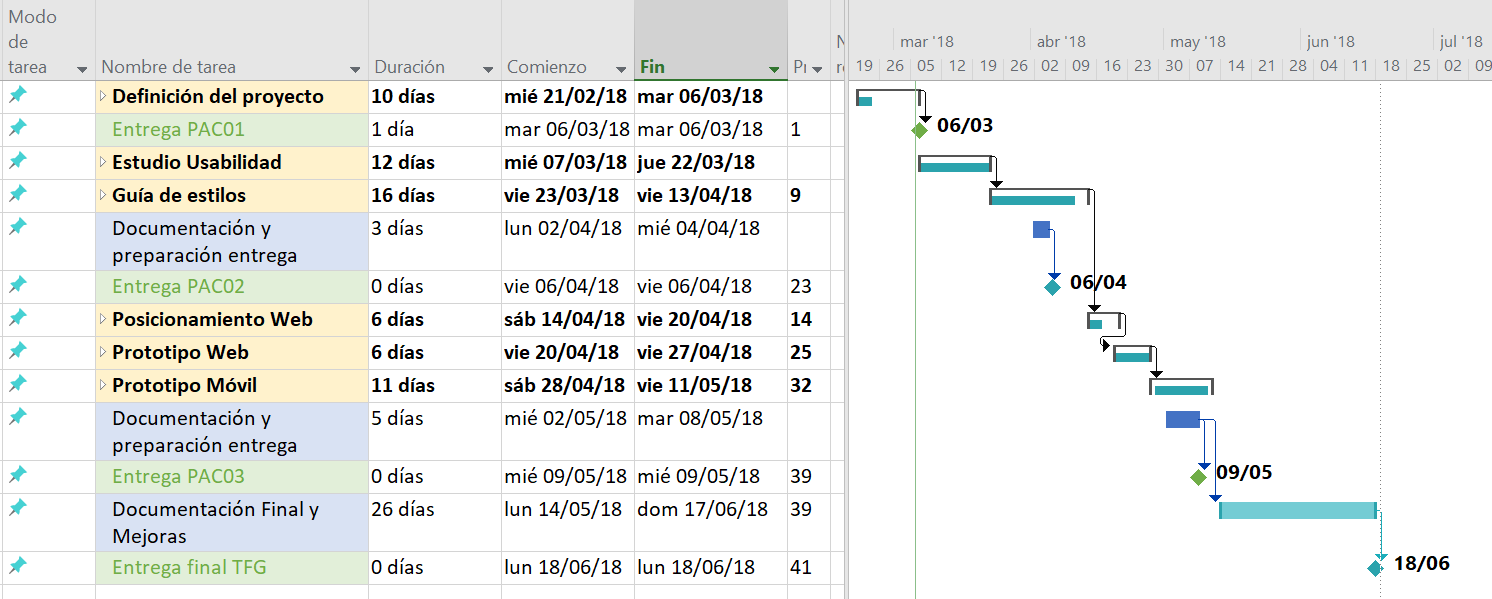 Modo de tarea Nombre de tarea Duración Comienzo Fin
mar '18 abr '18 may '18 jun '18 jul '18
19 26 05 12 19 26 02 09 16 23 30 07 14 21 28 04 11 18 25 02 09
Definición del proyecto 10 días mié 21/02/18 mar 06/03/18
Entrega PAC01 1 día mar 06/03/18 mar 06/03/18 1 06/03
Estudio Usabilidad 12 días mié 07/03/18 jue 22/03/18
Guía de estilos 16 días vie 23/03/18 vie 13/04/18 9
Documentación y
preparación entrega 3 días lun 02/04/18 mié 04/04/18
Entrega PAC02 0 días vie 06/04/18 vie 06/04/18 23 06/04
Posicionamiento Web 6 días sáb 14/04/18 vie 20/04/18 14
Prototipo Web 6 días vie 20/04/18 vie 27/04/18 25
Prototipo Móvil 11 días sáb 28/04/18 vie 11/05/18 32
Documentación y
preparación entrega 5 días mié 02/05/18 mar 08/05/18
Entrega PAC03 0 días mié 09/05/18 mié 09/05/18 39 09/05
Documentación Final y
Mejoras 26 días lun 14/05/18 dom 17/06/18 39
Entrega final TFG 0 días lun 18/06/18 lun 18/06/18 41 18/06